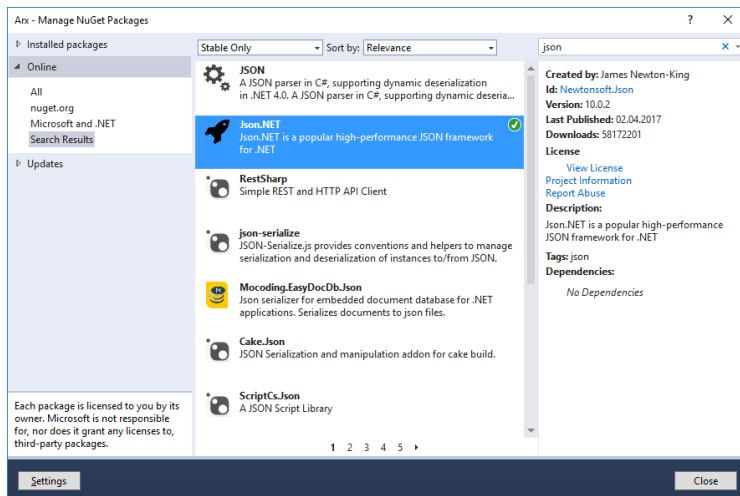 Arx - Manage NuGet Packages
? 
Installed packages
Online
All
nuget.org
Microsoft and .NET
Search Results
Updates
Each package is licensed to you by its
owner. Microsoft is not responsible
for, nor does it grant any licenses to,
third-party packages.
Stable Only
Sort by: Relevance
JSON
A JSON parser in C#, supporting dynamic deserialization
in .NET 4.0. A JSON parser in C#, supporting dynamic deseria...
Json.NET
Json.NET is a popular high-performance JSON framework
for .NET
RestSharp
Simple REST and HTTP API Client
json-serialize
JSON-Serialize.js provides conventions and helpers to manage
serialization and deserialization of instances to/from JSON.
Mocoding.EasyDocDb.Json
Json serializer for embedded document database for .NET
applications. Serializes documents to json files.
Cake.Json
JSON Serialization and manipulation addon for cake build.
ScriptCs.Json
A JSON Script Library
1 2 3 4 5
json
Created by: James Newton-King
Id: Newtonsoft.Json
Version: 10.0.2
Last Published: 02.04.2017
Downloads: 58172201
License
View License
Project Information
Report Abuse
Description:
Json.NET is a popular high-performance
JSON framework for .NET
Tags: json
Dependencies:
No Dependencies
Settings
Close